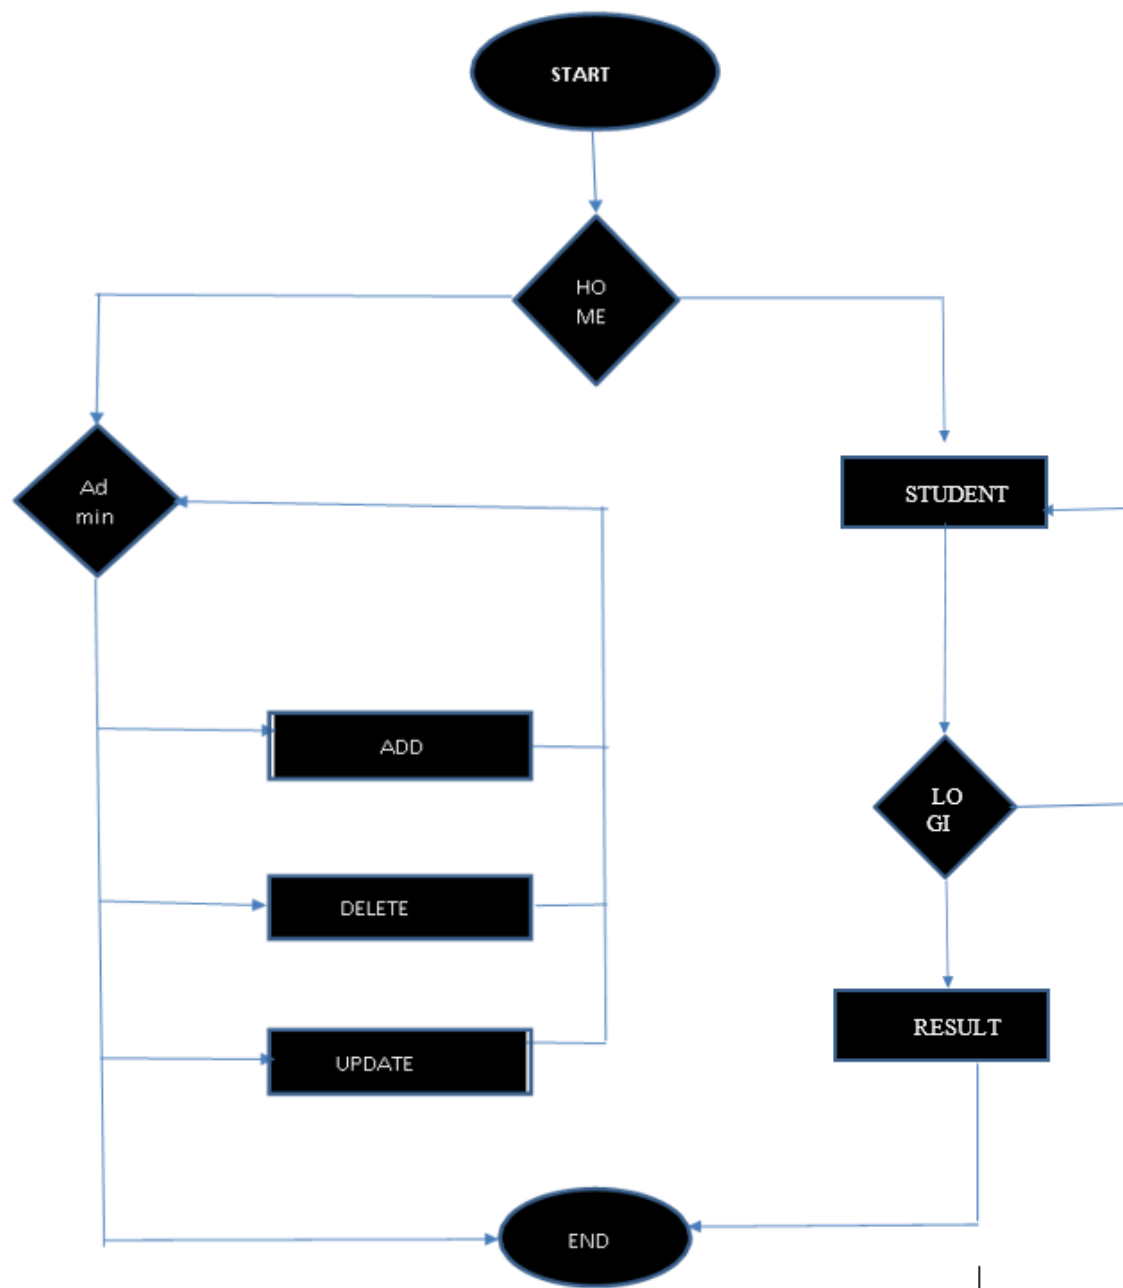 START
HO
ME
Ad
min
STUDENT
ADD
LO
GI
DELETE
RESULT
UPDATE
END